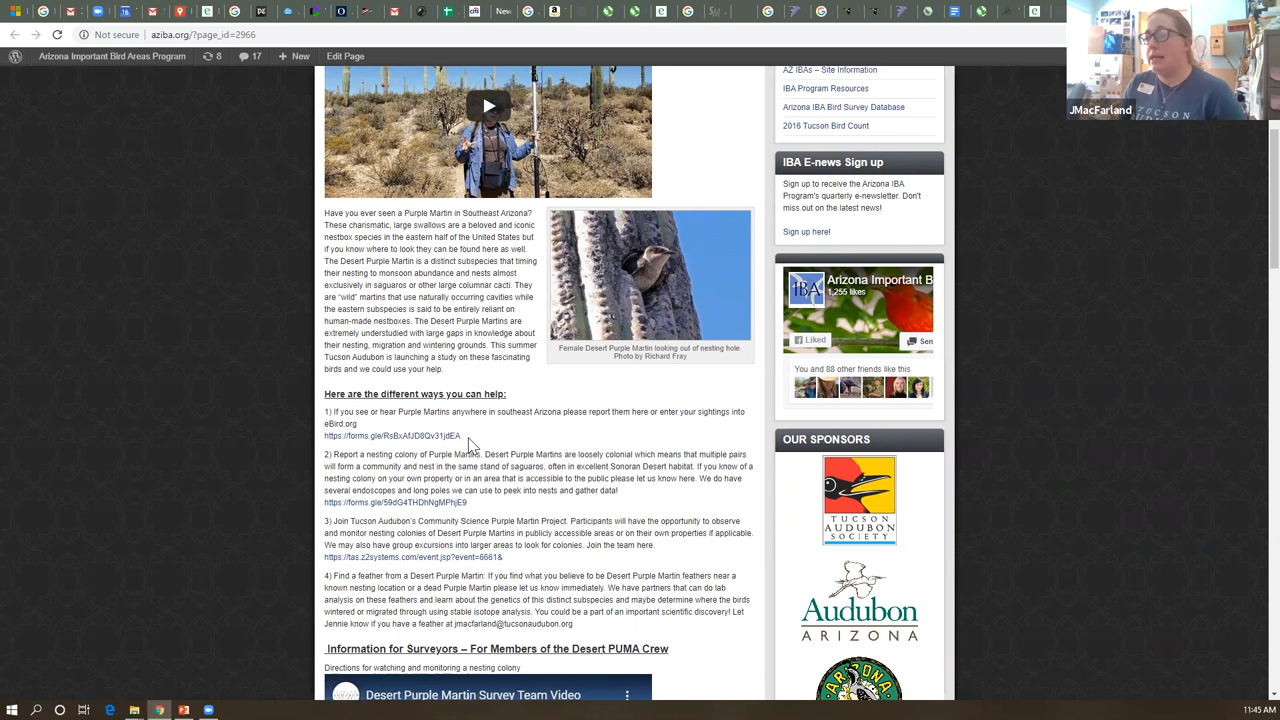 Not secure
aziba.org/?page_id=2966
Arizona Important Bird Areas Program
8
17
New
Edit Page
JMacFarland
AZ IBAs – Site Information
IBA Program Resources
Arizona IBA Bird Survey Database
2016 Tucson Bird Count
IBA E-news Sign up
Sign up to receive the Arizona IBA
Program's quarterly e-newsletter. Don't
miss out on the latest news!
Sign up here!
IBA
Arizona Important B
1,255 likes
Liked
Sen
You and 88 other friends like this
OUR SPONSORS
TUCSON
AUDUBON
SOCIETY
Audubon
ARIZONA
Have you ever seen a Purple Martin in Southeast Arizona?
These charismatic, large swallows are a beloved and iconic
nestbox species in the eastern half of the United States but
if you know where to look they can be found here as well.
The Desert Purple Martin is a distinct subspecies that timing
their nesting to monsoon abundance and nests almost
exclusively in saguaros or other large columnar cacti. They
are “wild” martins that use naturally occurring cavities while
the eastern subspecies is said to be entirely reliant on
human-made nestboxes. The Desert Purple Martins are
extremely understudied with large gaps in knowledge about
their nesting, migration and wintering grounds. This summer
Tucson Audubon is launching a study on these fascinating
birds and we could use your help.
Female Desert Purple Martin looking out of nesting hole.
Photo by Richard Fray
Here are the different ways you can help:
1) If you see or hear Purple Martins anywhere in southeast Arizona please report them here or enter your sightings into
eBird.org
https://forms.gle/RsBxAfJD8Qv31jdEA
2) Report a nesting colony of Purple Martins. Desert Purple Martins are loosely colonial which means that multiple pairs
will form a community and nest in the same stand of saguaros, often in excellent Sonoran Desert habitat. If you know of a
nesting colony on your own property or in an area that is accessible to the public please let us know here. We do have
several endoscopes and long poles we can use to peek into nests and gather data!
https://forms.gle/59dG4THDhNgMPhjE9
3) Join Tucson Audubon's Community Science Purple Martin Project. Participants will have the opportunity to observe
and monitor nesting colonies of Desert Purple Martins in publicly accessible areas or on their own properties if applicable.
We may also have group excursions into larger areas to look for colonies. Join the team here.
https://tas.z2systems.com/event.jsp?event=6661&
4) Find a feather from a Desert Purple Martin: If you find what you believe to be Desert Purple Martin feathers near a
known nesting location or a dead Purple Martin please let us know immediately. We have partners that can do lab
analysis on these feathers and learn about the genetics of this distinct subspecies and maybe determine where the birds
wintered or migrated through using stable isotope analysis. You could be a part of an important scientific discovery! Let
Jennie know if you have a feather at jmacfarland@tucsonaudubon.org
Information for Surveyors – For Members of the Desert PUMA Crew
Directions for watching and monitoring a nesting colony
Desert Purple Martin Survey Team Video
11:45 AM